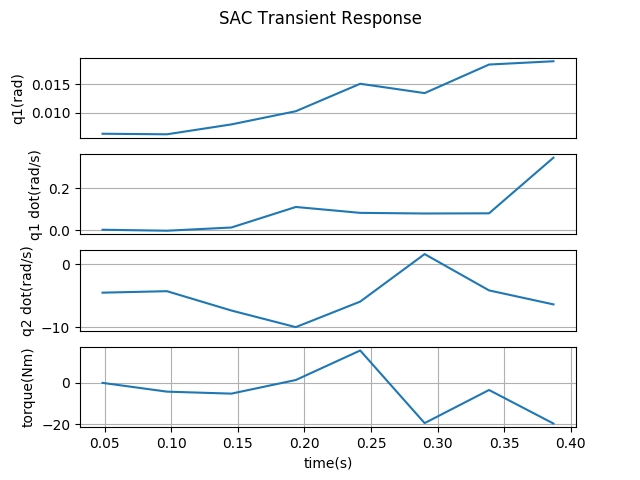 SAC Transient Response
q1(rad)
0.015
0.010
q1 dot(rad/s)
0.2
0.0
q2 dot(rad/s)
0
−10
torque(Nm)
0
−20
0.05 0.10 0.15 0.20 0.25 0.30 0.35 0.40
time(s)